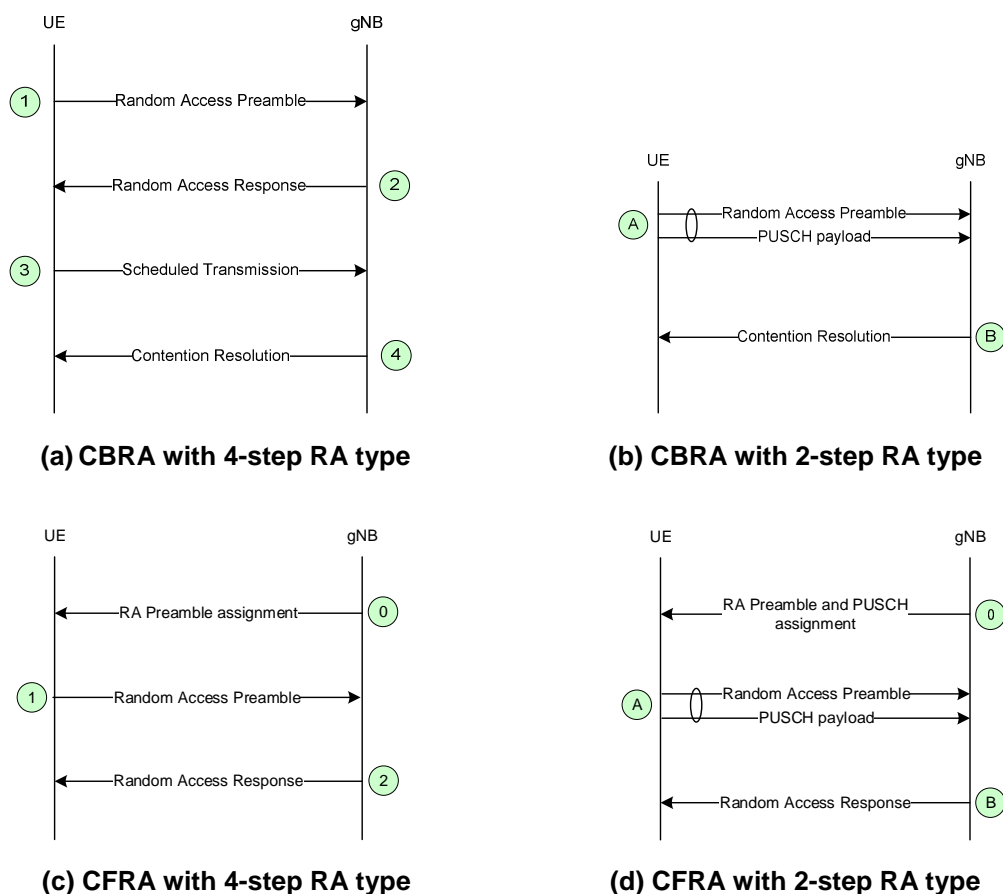 UE gNB
1 Random Access Preamble
Random Access Response 2
3 Scheduled Transmission
Contention Resolution 4
(a) CBRA with 4-step RA type
UE gNB
A Random Access Preamble
PUSCH payload
Contention Resolution B
(b) CBRA with 2-step RA type
UE gNB
RA Preamble assignment 0
1 Random Access Preamble
Random Access Response 2
(c) CFRA with 4-step RA type
UE gNB
RA Preamble and PUSCH
assignment 0
A Random Access Preamble
PUSCH payload
Random Access Response B
(d) CFRA with 2-step RA type